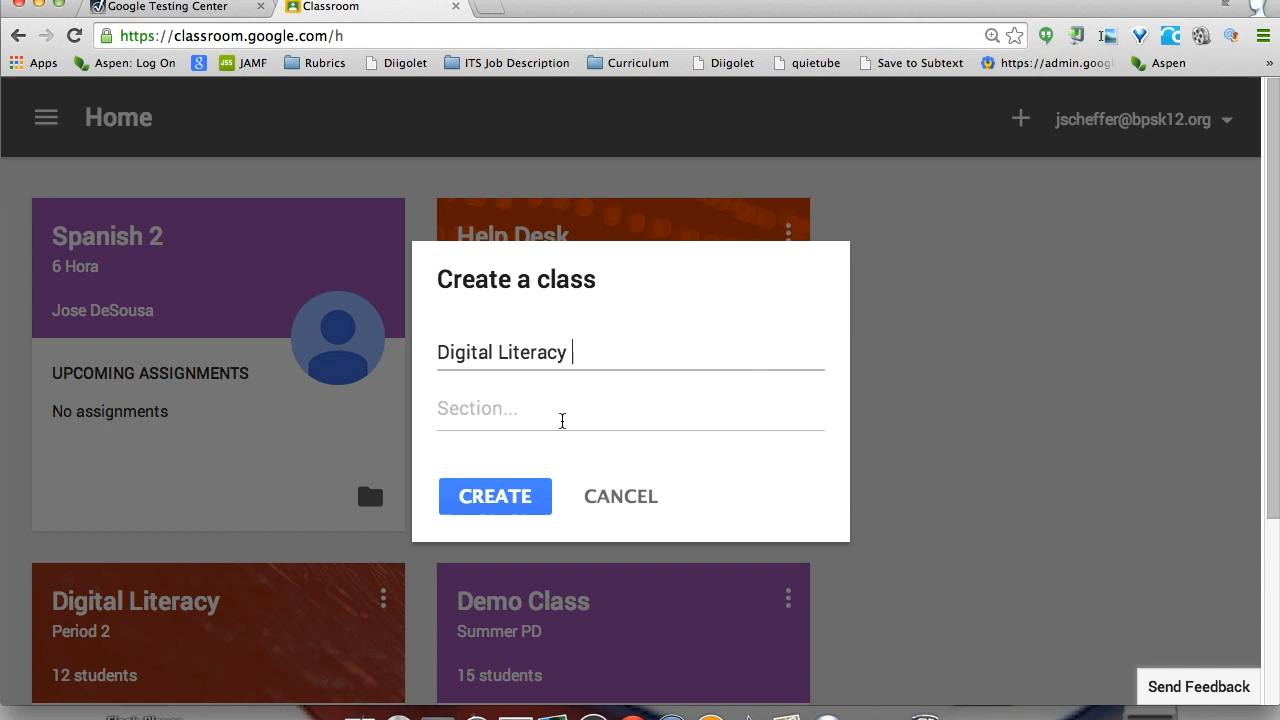 Google Testing Center
Classroom
https://classroom.google.com/h
Apps
Aspen: Log On
JAMF
Rubrics
Diigolet
ITS Job Description
Curriculum
Diigolet
quietube
Save to Subtext
https://admin.googl
Aspen
»
Home
jscheffer@bpsk12.org
Spanish 2
6 Hora
Jose DeSousa
UPCOMING ASSIGNMENTS
No assignments
Help Desk
Create a class
Digital Literacy
Section...
CREATE CANCEL
Digital Literacy
Period 2
12 students
Demo Class
Summer PD
15 students
Send Feedback